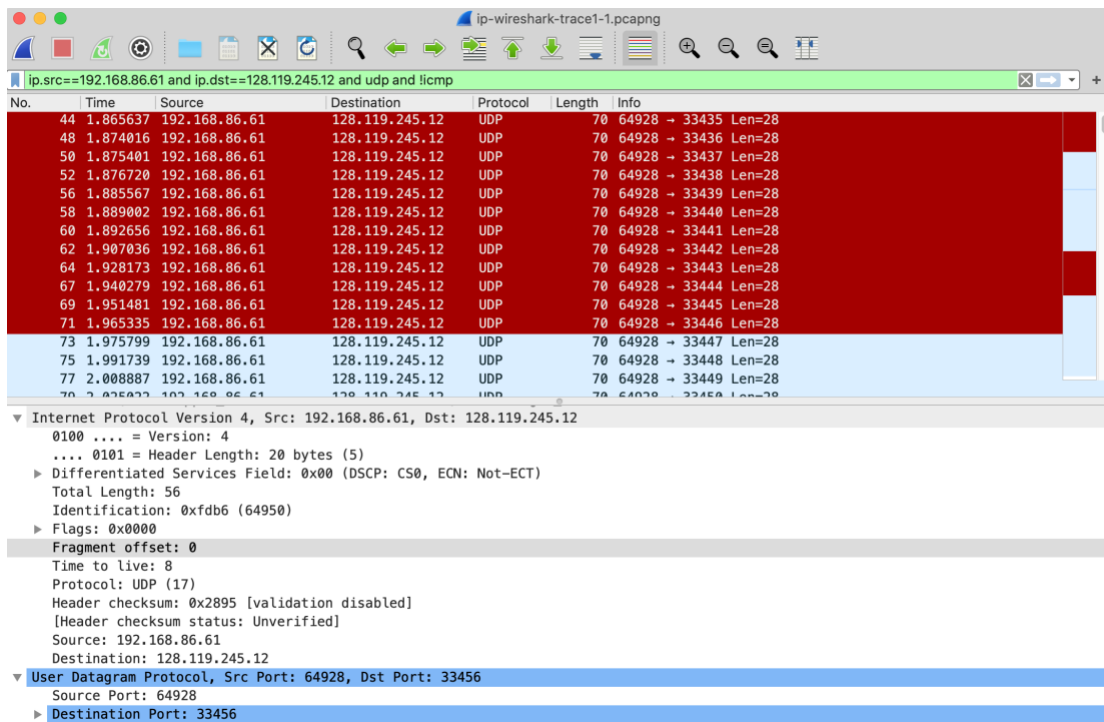 ip-wireshark-trace1-1.pcapng
ip.src==192.168.86.61 and ip.dst==128.119.245.12 and udp and !icmp
No. Time Source Destination Protocol Length Info
44 1.865637 192.168.86.61 128.119.245.12 UDP 70 64928 → 33435 Len=28
48 1.874016 192.168.86.61 128.119.245.12 UDP 70 64928 → 33436 Len=28
50 1.875401 192.168.86.61 128.119.245.12 UDP 70 64928 → 33437 Len=28
52 1.876720 192.168.86.61 128.119.245.12 UDP 70 64928 → 33438 Len=28
56 1.885567 192.168.86.61 128.119.245.12 UDP 70 64928 → 33439 Len=28
58 1.889002 192.168.86.61 128.119.245.12 UDP 70 64928 → 33440 Len=28
60 1.892656 192.168.86.61 128.119.245.12 UDP 70 64928 → 33441 Len=28
62 1.907036 192.168.86.61 128.119.245.12 UDP 70 64928 → 33442 Len=28
64 1.928173 192.168.86.61 128.119.245.12 UDP 70 64928 → 33443 Len=28
67 1.940279 192.168.86.61 128.119.245.12 UDP 70 64928 → 33444 Len=28
69 1.951481 192.168.86.61 128.119.245.12 UDP 70 64928 → 33445 Len=28
71 1.965335 192.168.86.61 128.119.245.12 UDP 70 64928 → 33446 Len=28
73 1.975799 192.168.86.61 128.119.245.12 UDP 70 64928 → 33447 Len=28
75 1.991739 192.168.86.61 128.119.245.12 UDP 70 64928 → 33448 Len=28
77 2.008887 192.168.86.61 128.119.245.12 UDP 70 64928 → 33449 Len=28
Internet Protocol Version 4, Src: 192.168.86.61, Dst: 128.119.245.12
0100 .... = Version: 4
.... 0101 = Header Length: 20 bytes (5)
Differentiated Services Field: 0x00 (DSCP: CS0, ECN: Not-ECT)
Total Length: 56
Identification: 0xfdb6 (64950)
Flags: 0x0000
Fragment offset: 0
Time to live: 8
Protocol: UDP (17)
Header checksum: 0x2895 [validation disabled]
[Header checksum status: Unverified]
Source: 192.168.86.61
Destination: 128.119.245.12
User Datagram Protocol, Src Port: 64928, Dst Port: 33456
Source Port: 64928
Destination Port: 33456